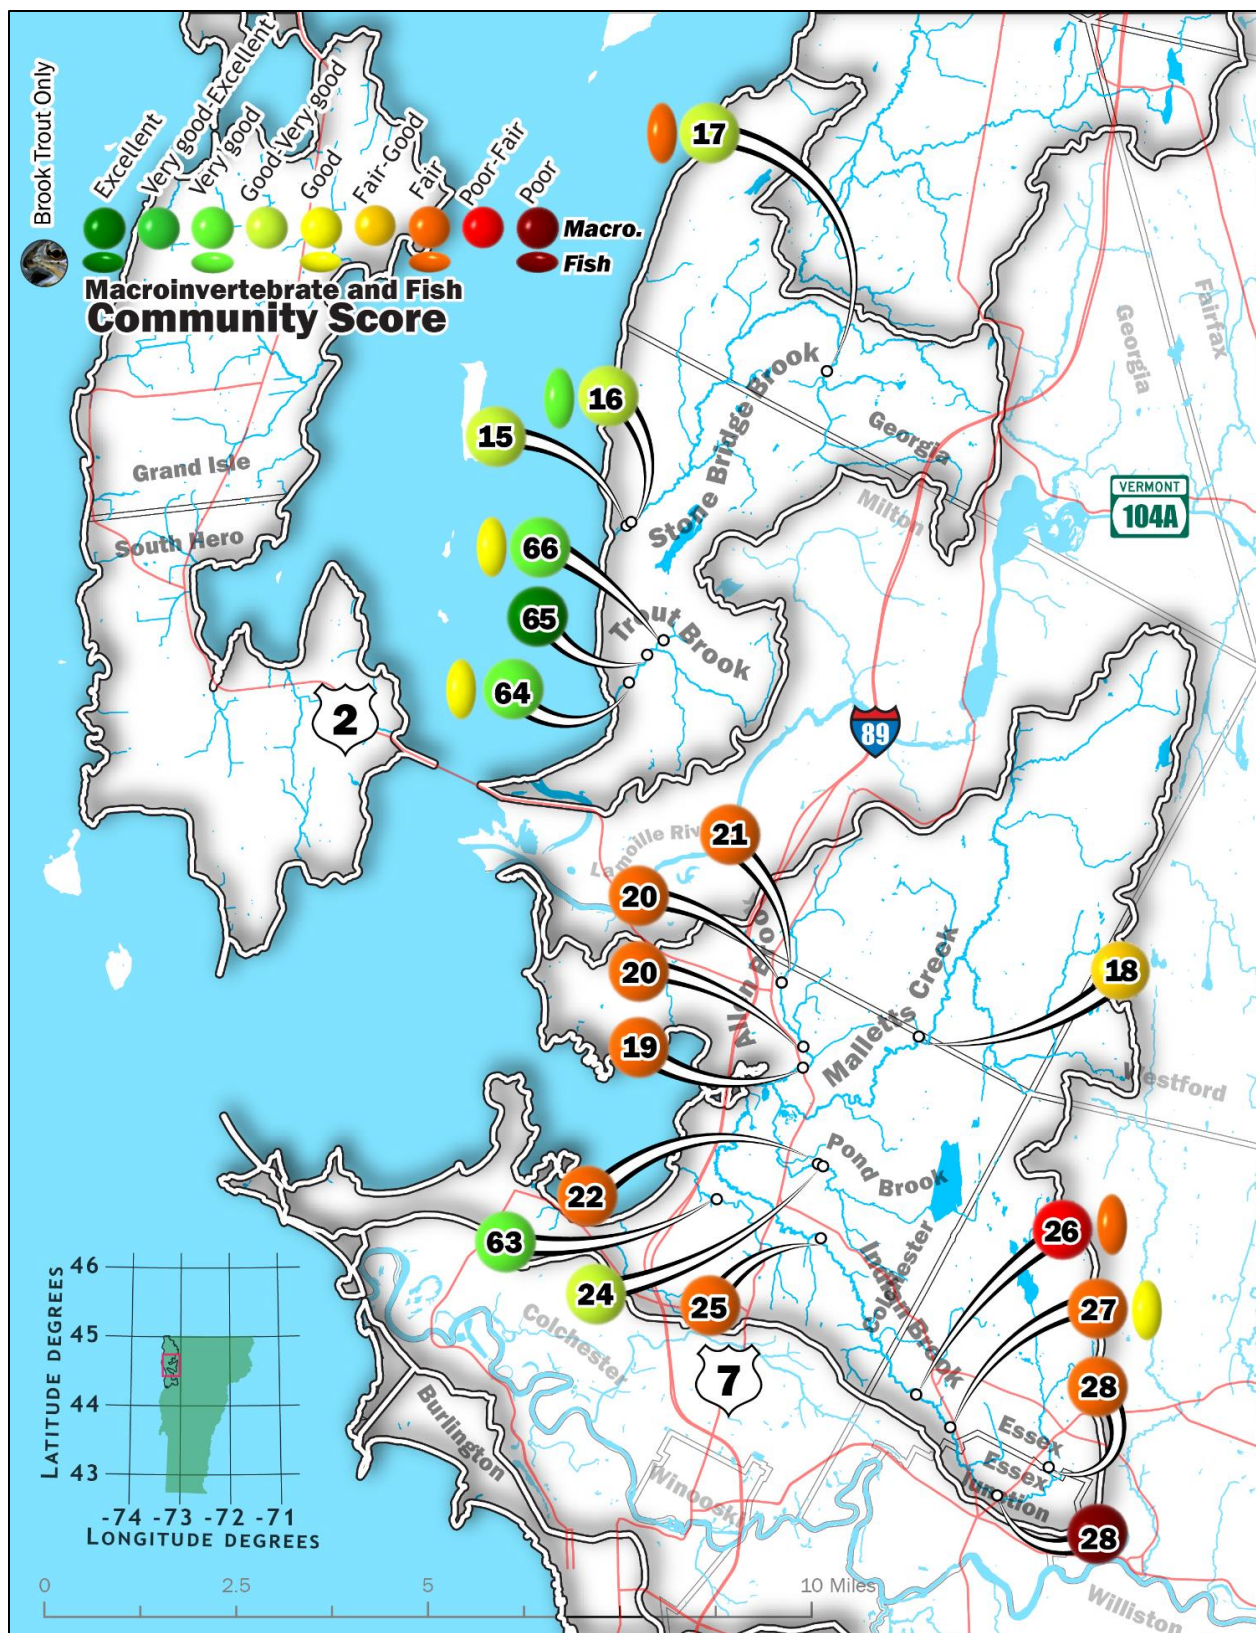 Brook Trout Only
Excellent
Very good-Excellent
Very good
Good-Very good
Good
Fair-Good
Fair
Poor-Fair
Poor
Macro.
Fish
Macroinvertebrate and Fish
Community Score
17
16
15
66
65
64
Stone Bridge Brook
Georgia
Georgia
Fairfax
Milton
VERMONT
104A
Grand Isle
South Hero
Trout Brook
2
89
Lamoille Riv
21
20
20
19
18
Allen Brook
Malletts Creek
Westford
Pond Brook
22
63
24
25
26
27
28
28
Colchester
Indian Brook
Colchester
7
Burlington
Winooski
Essex
Essex
Junction
Williston
LATITUDE DEGREES
46
45
44
43
-74 -73 -72 -71
LONGITUDE DEGREES
0 2.5 5 10 Miles